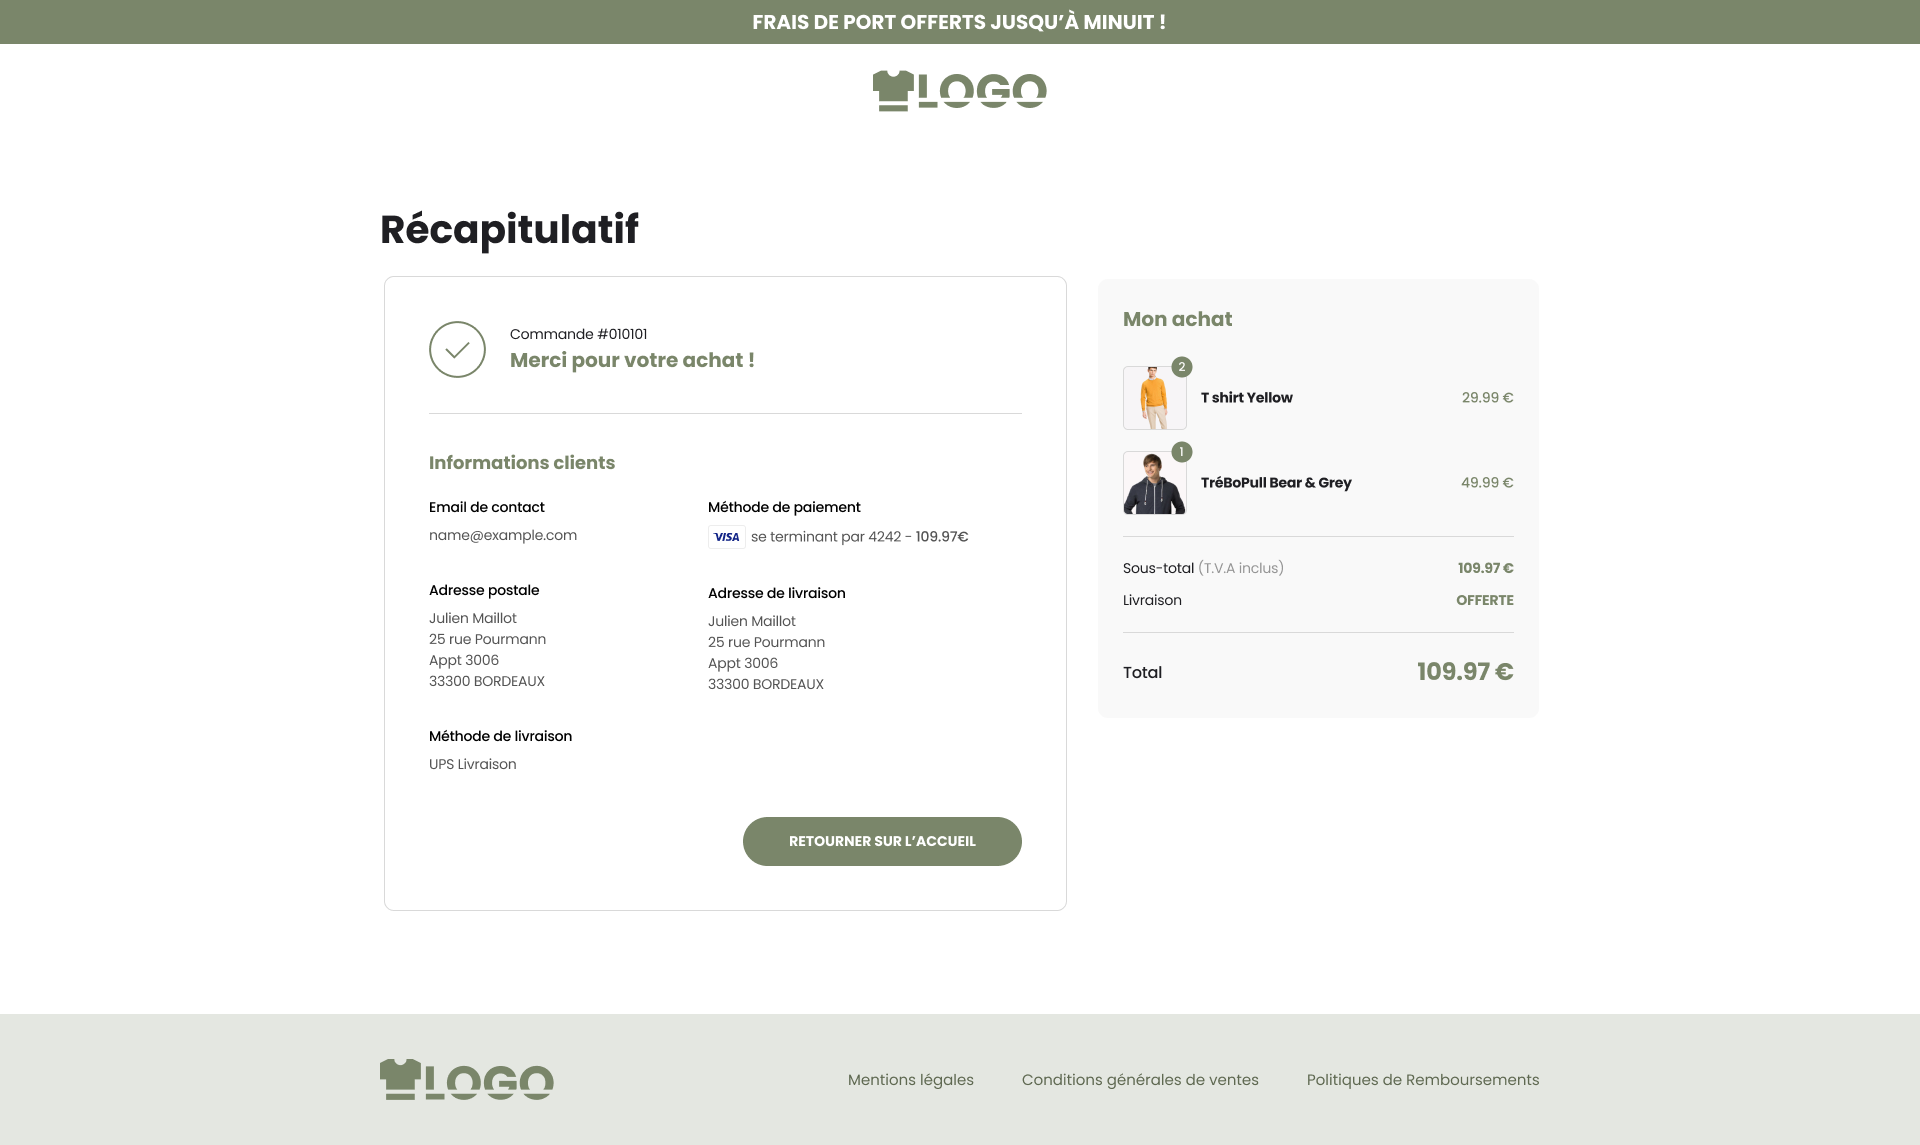 FRAIS DE PORT OFFERTS JUSQU’À MINUIT !
LOGO
Récapitulatif
Commande #010101
Merci pour votre achat !
Informations clients
Email de contact
name@example.com
Méthode de paiement
VISA se terminant par 4242 - 109.97€
Adresse postale
Julien Maillot
25 rue Pourmann
Appt 3006
33300 BORDEAUX
Adresse de livraison
Julien Maillot
25 rue Pourmann
Appt 3006
33300 BORDEAUX
Méthode de livraison
UPS Livraison
RETOURNER SUR L’ACCUEIL
Mon achat
2
T shirt Yellow 29.99 €
1
TréBoPull Bear & Grey 49.99 €
Sous-total (T.V.A inclus) 109.97 €
Livraison OFFERTE
Total 109.97 €
LOGO
Mentions légales Conditions générales de ventes Politiques de Remboursements